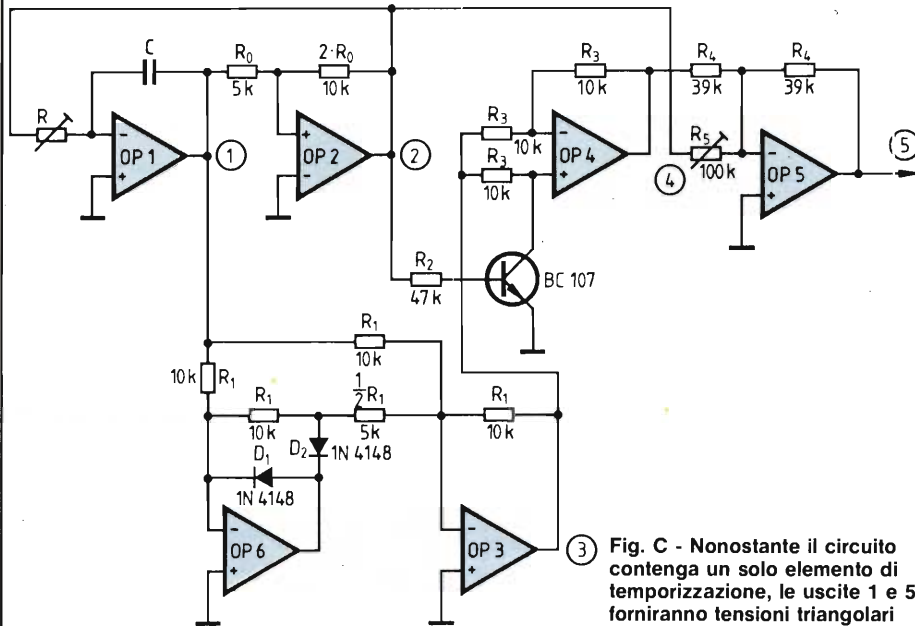 C
R₀
5k
2·R₀
10k
R₃
10k
R₄
39k
R₄
39k
R
-
+
OP 1
1
+
-
OP 2
2
R₃
10k
R₃
10k
-
+
OP 4
R₅
100k
4
-
+
OP 5
5
R₂
47k
BC 107
R₁
10k
10k
R₁
R₁
10k
½R₁
5k
R₁
10k
D₂
1N 4148
D₁
1N 4148
-
+
OP 6
-
+
OP 3
3
Fig. C - Nonostante il circuito
contenga un solo elemento di
temporizzazione, le uscite 1 e 5
forniranno tensioni triangolari